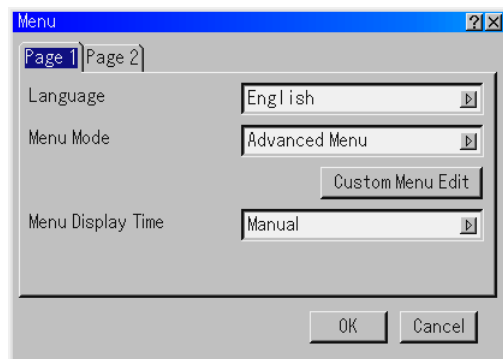 Menu
Page 1 Page 2
Language English
Menu Mode Advanced Menu
Custom Menu Edit
Menu Display Time Manual
OK Cancel